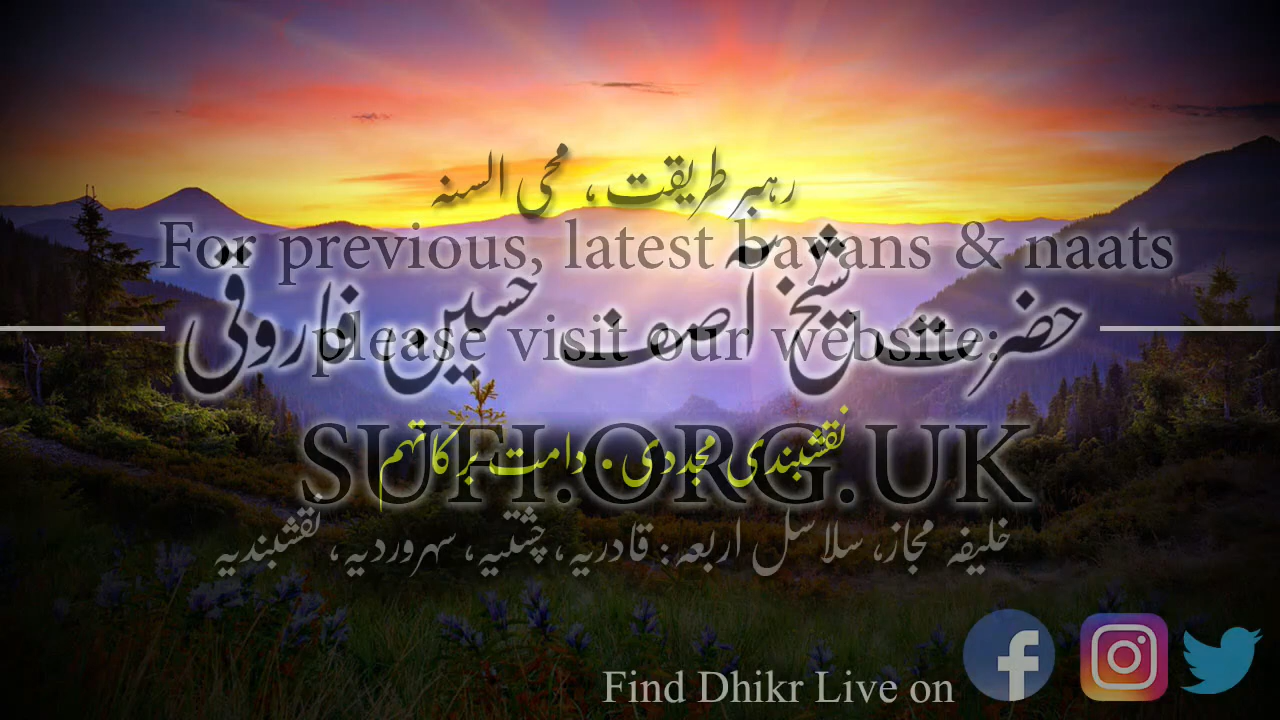 رہبر طریقت، محی السنہ
For previous, latest bayans & naats
حضرت شیخ آصف حسین فاروقی
please visit our website:
نقشبندی مجددی • دامت برکاتہم
SUFI.ORG.UK
خلیفہ مجاز، سلاسل اربعہ: قادریہ، چشتیہ، سہروردیہ، نقشبندیہ
Find Dhikr Live on